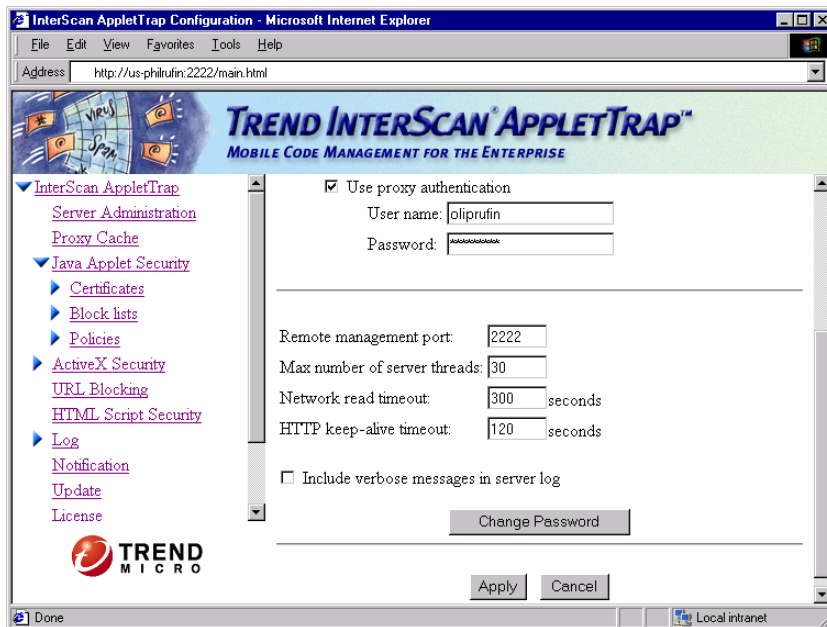 InterScan AppletTrap Configuration - Microsoft Internet Explorer
File Edit View Favorites Tools Help
Address http://us-philrufin:2222/main.html
VIRUS
SPAM
TREND INTERSCAN® APPLETTRAP™
MOBILE CODE MANAGEMENT FOR THE ENTERPRISE
InterScan AppletTrap
Server Administration
Proxy Cache
Java Applet Security
Certificates
Block lists
Policies
ActiveX Security
URL Blocking
HTML Script Security
Log
Notification
Update
License
TREND
MICRO
Use proxy authentication
User name: oliprufin
Password: *********
Remote management port: 2222
Max number of server threads: 30
Network read timeout: 300 seconds
HTTP keep-alive timeout: 120 seconds
Include verbose messages in server log
Change Password
Apply Cancel
Done Local intranet